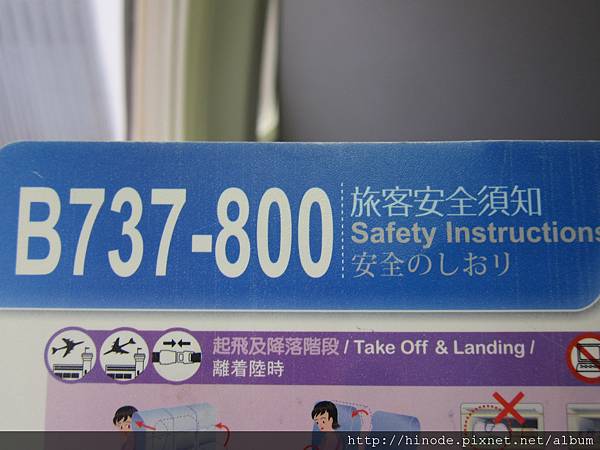 B737-800
旅客安全須知
Safety Instructions
安全のしおり
起飛及降落階段 / Take Off & Landing /
離着陸時
http://hinode.pixnet.net/album